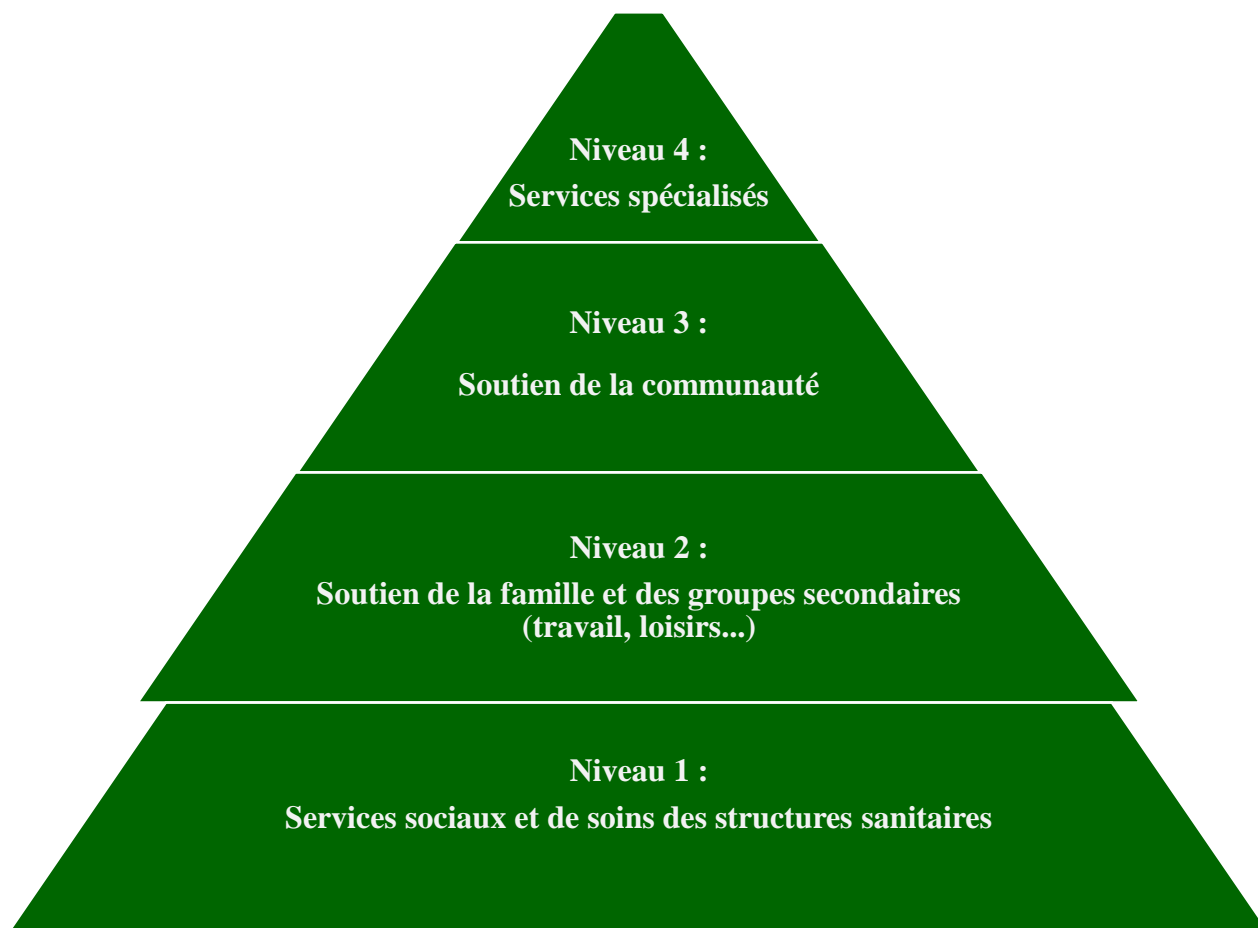 Niveau 4 :
Services spécialisés
Niveau 3 :
Soutien de la communauté
Niveau 2 :
Soutien de la famille et des groupes secondaires
(travail, loisirs...)
Niveau 1 :
Services sociaux et de soins des structures sanitaires